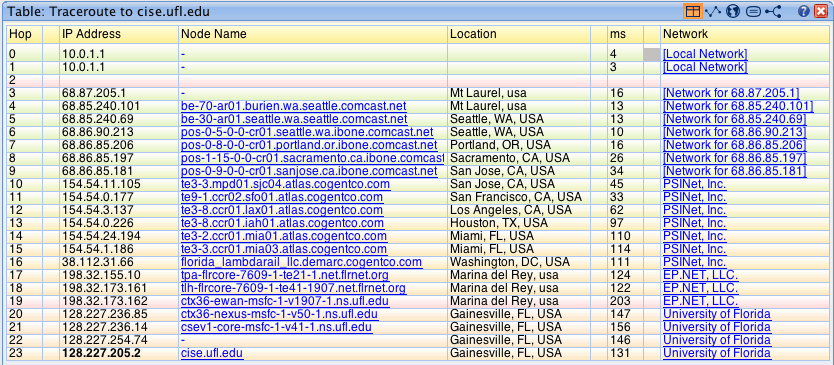 Table: Traceroute to cise.ufl.edu
Hop IP Address Node Name Location ms Network
0 10.0.1.1 - 4 [Local Network]
1 10.0.1.1 - 3 [Local Network]
2
3 68.87.205.1 - Mt Laurel, usa 16 [Network for 68.87.205.1]
4 68.85.240.101 be-70-ar01.burien.wa.seattle.comcast.net Mt Laurel, usa 13 [Network for 68.85.240.101]
5 68.85.240.69 be-30-ar01.seattle.wa.seattle.comcast.net Seattle, WA, USA 13 [Network for 68.85.240.69]
6 68.86.90.213 pos-0-5-0-0-cr01.seattle.wa.ibone.comcast.net Seattle, WA, USA 10 [Network for 68.86.90.213]
7 68.86.85.206 pos-0-8-0-0-cr01.portland.or.ibone.comcast.net Portland, OR, USA 16 [Network for 68.86.85.206]
8 68.86.85.197 pos-1-15-0-0-cr01.sacramento.ca.ibone.comcast Sacramento, CA, USA 26 [Network for 68.86.85.197]
9 68.86.85.181 pos-0-9-0-0-cr01.sanjose.ca.ibone.comcast.net San Jose, CA, USA 34 [Network for 68.86.85.181]
10 154.54.11.105 te3-3.mpd01.sjc04.atlas.cogentco.com San Jose, CA, USA 45 PSINet, Inc.
11 154.54.0.177 te9-1.ccr02.sfo01.atlas.cogentco.com San Francisco, CA, USA 33 PSINet, Inc.
12 154.54.3.137 te3-8.ccr01.lax01.atlas.cogentco.com Los Angeles, CA, USA 62 PSINet, Inc.
13 154.54.0.226 te3-8.ccr01.iah01.atlas.cogentco.com Houston, TX, USA 97 PSINet, Inc.
14 154.54.24.194 te3-2.ccr01.mia01.atlas.cogentco.com Miami, FL, USA 110 PSINet, Inc.
15 154.54.1.186 te3-3.ccr01.mia03.atlas.cogentco.com Miami, FL, USA 114 PSINet, Inc.
16 38.112.31.66 florida_lambdarail_llc.demarc.cogentco.com Washington, DC, USA 111 PSINet, Inc.
17 198.32.155.10 tpa-flrcore-7609-1-te21-1.net.flrnet.org Marina del Rey, usa 124 EP.NET, LLC.
18 198.32.173.161 tlh-flrcore-7609-1-te41-1907.net.flrnet.org Marina del Rey, usa 122 EP.NET, LLC.
19 198.32.173.162 ctx36-ewan-msfc-1-v1907-1.ns.ufl.edu Marina del Rey, usa 203 EP.NET, LLC.
20 128.227.236.85 ctx36-nexus-msfc-1-v50-1.ns.ufl.edu Gainesville, FL, USA 147 University of Florida
21 128.227.236.14 csev1-core-msfc-1-v41-1.ns.ufl.edu Gainesville, FL, USA 156 University of Florida
22 128.227.254.74 - Gainesville, FL, USA 146 University of Florida
23 128.227.205.2 cise.ufl.edu Gainesville, FL, USA 131 University of Florida